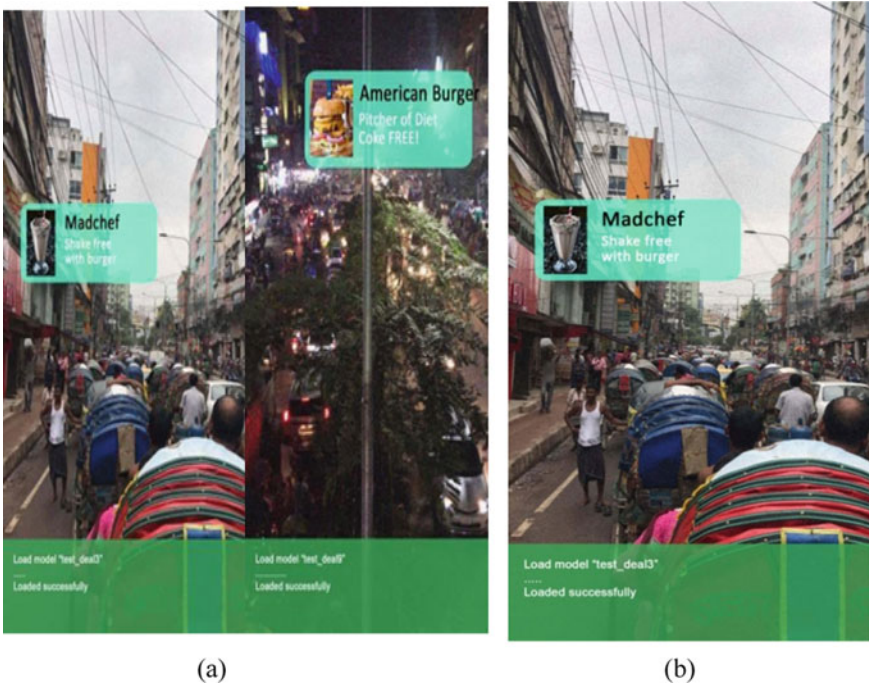 Madchef
Shake free
with burger
Load model "test_deal3"
.....
Loaded successfully
American Burger
Pitcher of Diet
Coke FREE!
Load model "test_deal9"
..............
Loaded successfully
Madchef
Shake free
with burger
Load model "test_deal3"
.....
Loaded successfully
(a)
(b)